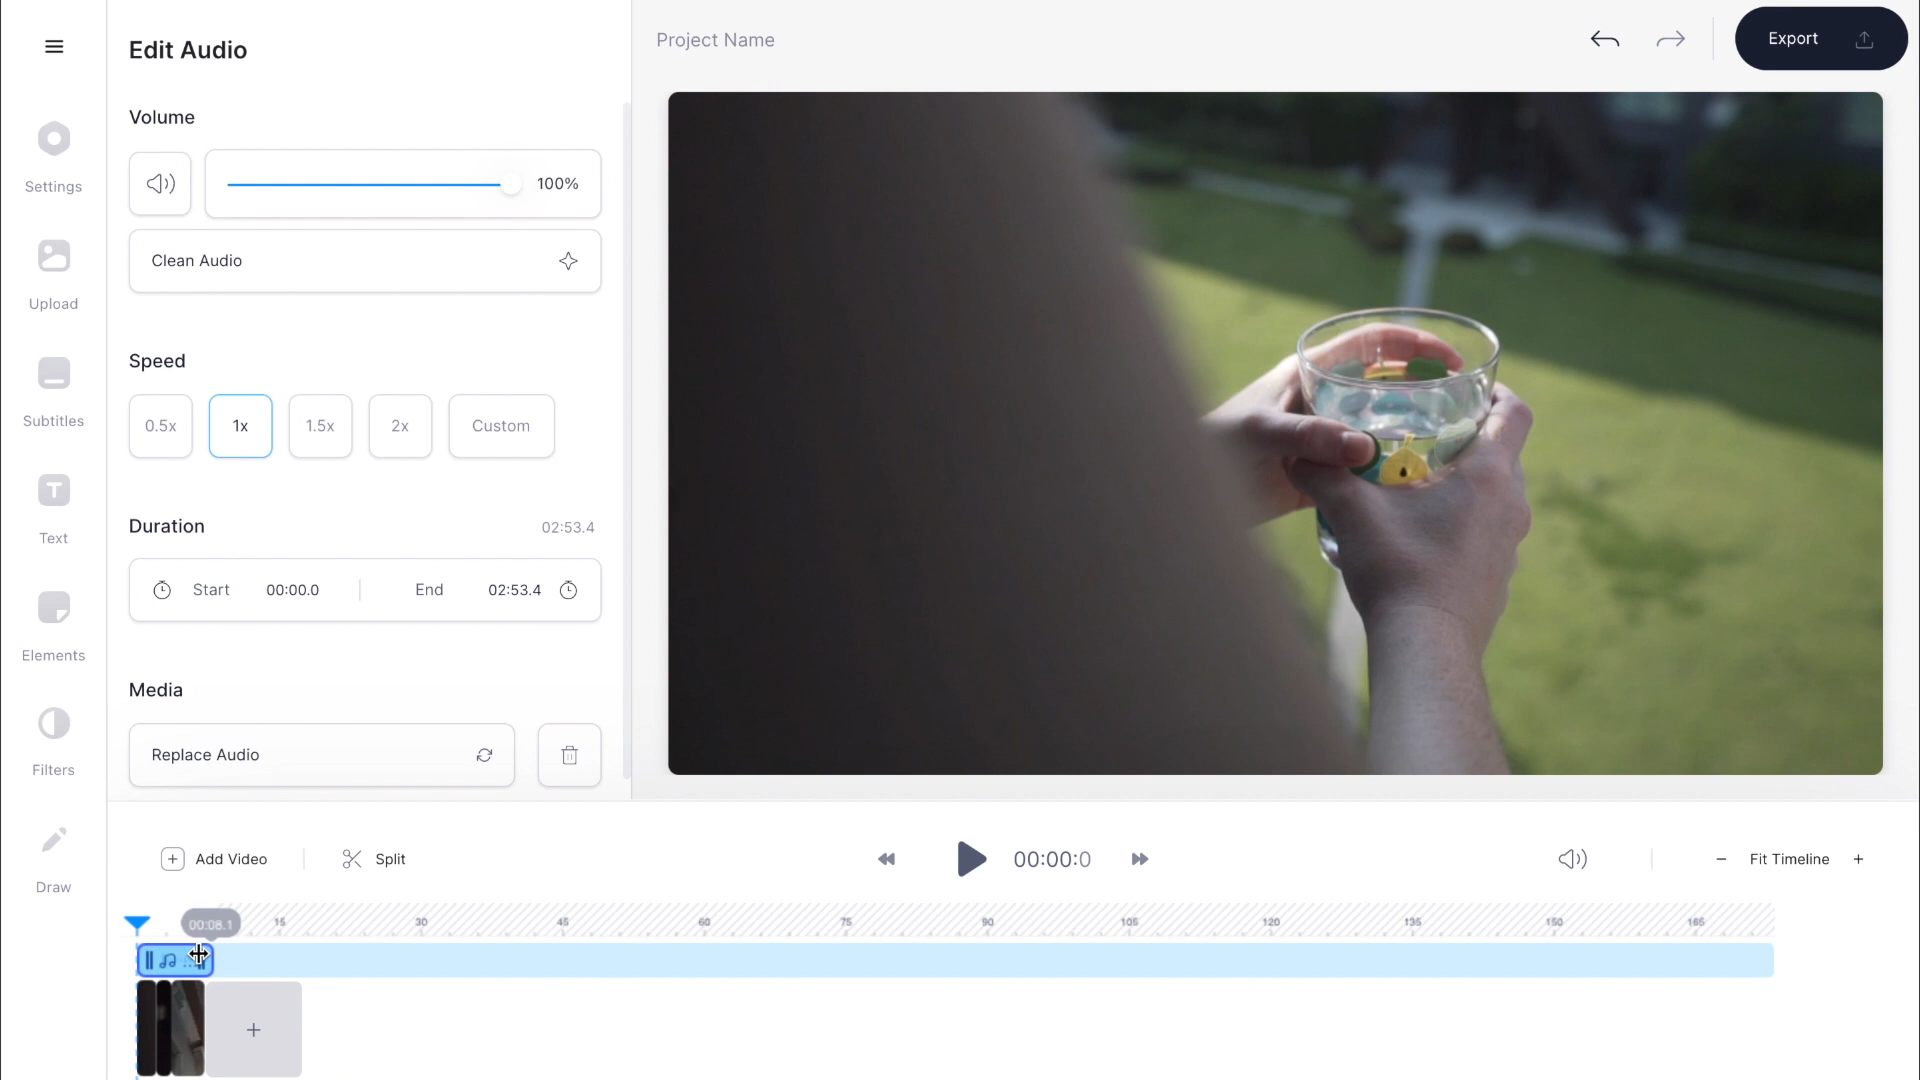 Edit Audio
Project Name
Export
Volume
100%
Clean Audio
Speed
0.5x
1x
1.5x
2x
Custom
Duration
02:53.4
Start
00:00.0
End
02:53.4
Media
Replace Audio
Settings
Upload
Subtitles
Text
Elements
Filters
Draw
Add Video
Split
00:00:0
Fit Timeline
00:08.1
15
30
45
60
75
90
105
120
135
150
165